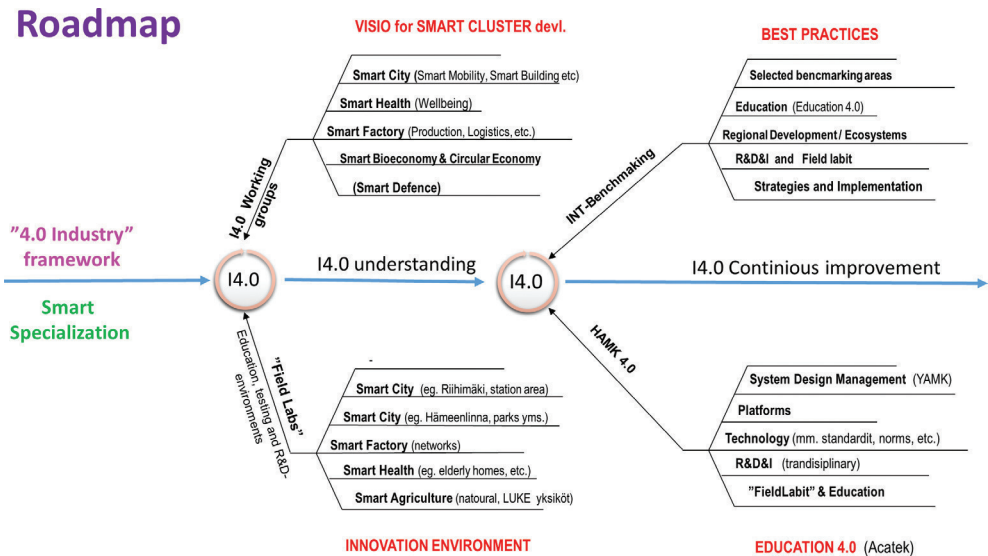 Roadmap
VISIO for SMART CLUSTER devl.
Smart City (Smart Mobility, Smart Building etc)
Smart Health (Wellbeing)
Smart Factory (Production, Logistics, etc.)
Smart Bioeconomy & Circular Economy
(Smart Defence)
I4.0 Working
groups
BEST PRACTICES
Selected bencmarking areas
Education (Education 4.0)
Regional Development / Ecosystems
R&D&I and Field labit
Strategies and Implementation
INT-Benchmaking
"4.0 Industry"
framework
Smart
Specialization
I4.0
I4.0 understanding
I4.0
I4.0 Continious improvement
"Field Labs"
Education, testing and R&D-
environments
-
Smart City (eg. Riihimäki, station area)
Smart City (eg. Hämeenlinna, parks yms.)
Smart Factory (networks)
Smart Health (eg. elderly homes, etc.)
Smart Agriculture (natoural, LUKE yksiköt)
INNOVATION ENVIRONMENT
HAMK 4.0
System Design Management (YAMK)
Platforms
Technology (mm. standardit, norms, etc.)
R&D&I (trandisiplinary)
"FieldLabit" & Education
EDUCATION 4.0 (Acatek)